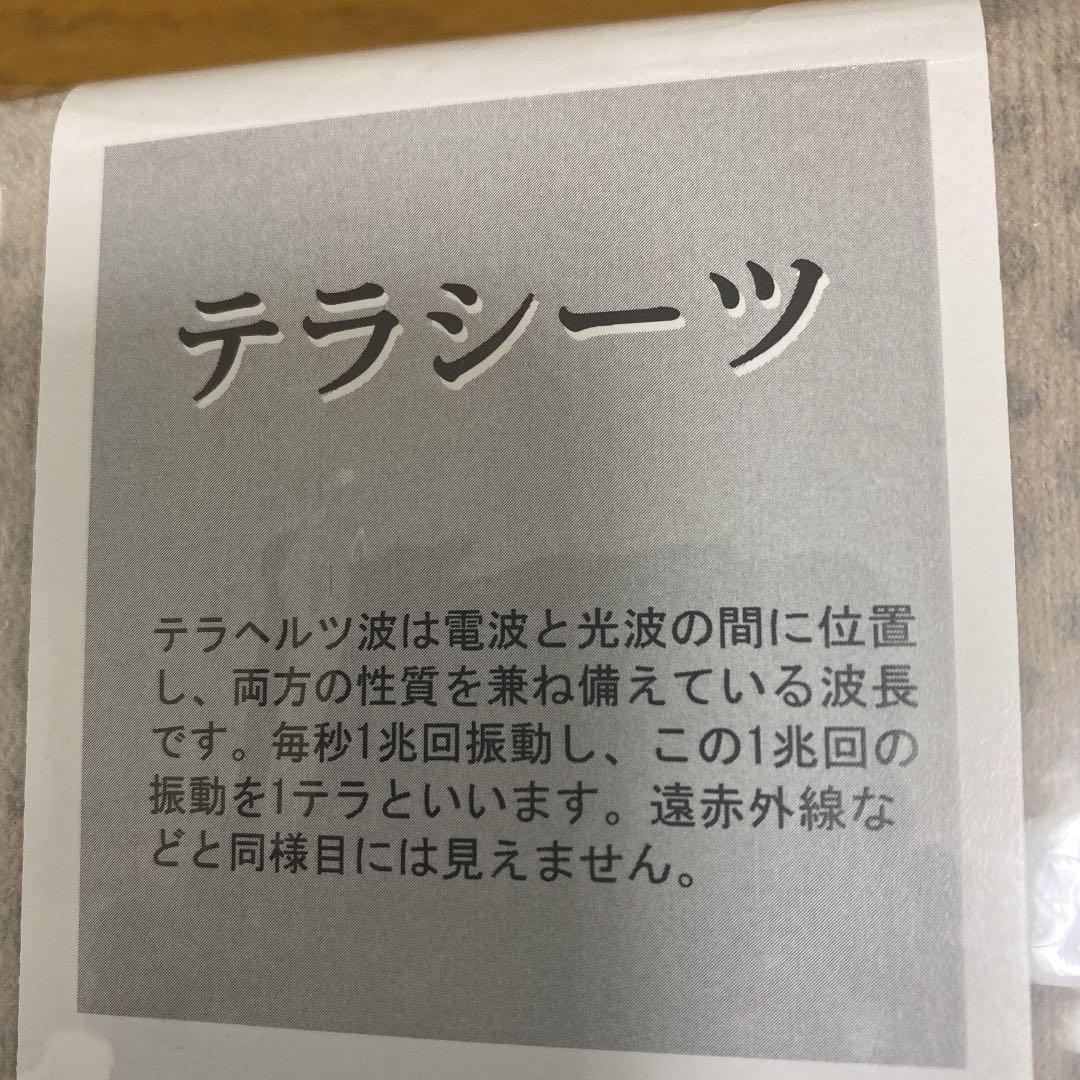 テラシーツ
テラヘルツ波は電波と光波の間に位置
し、両方の性質を兼ね備えている波長
です。毎秒1兆回振動し、この1兆回の
振動を1テラといいます。遠赤外線な
どと同様目には見えません。